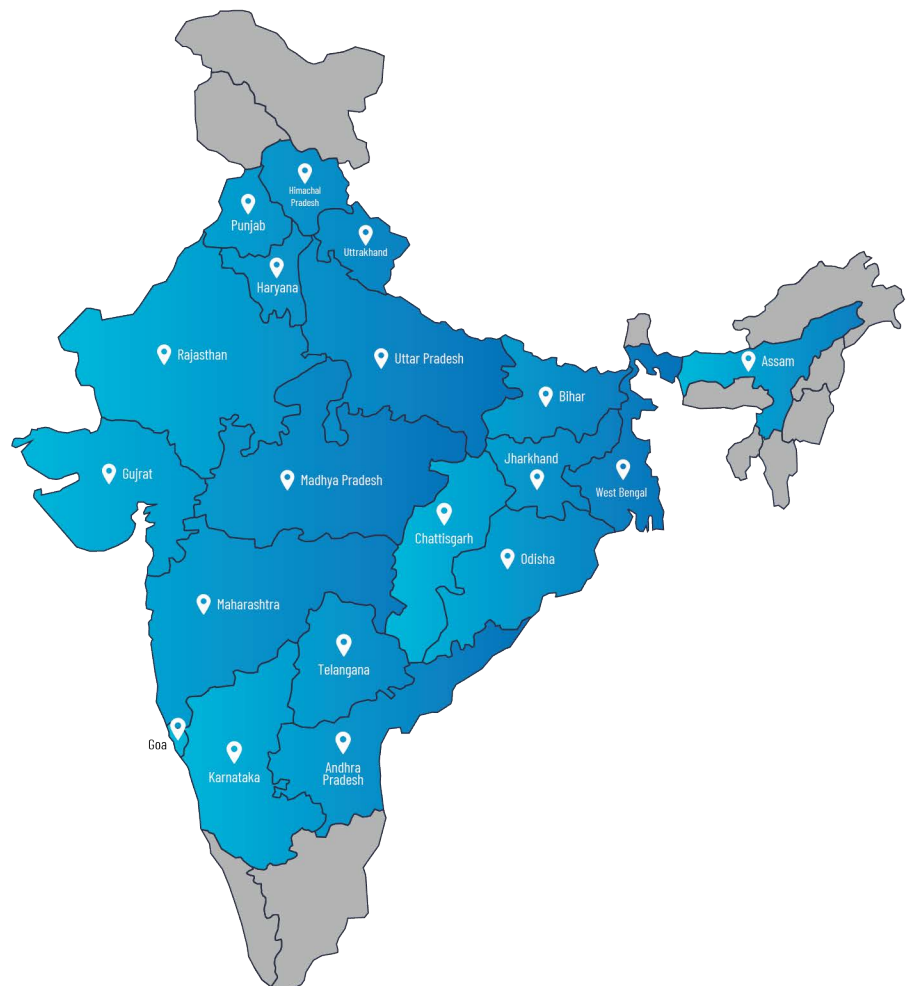 Himachal
Pradesh
Punjab
Uttrakhand
Haryana
Rajasthan
Uttar Pradesh
Assam
Bihar
Jharkhand
Gujrat
Madhya Pradesh
West Bengal
Chattisgarh
Odisha
Maharashtra
Telangana
Goa
Karnataka
Andhra
Pradesh